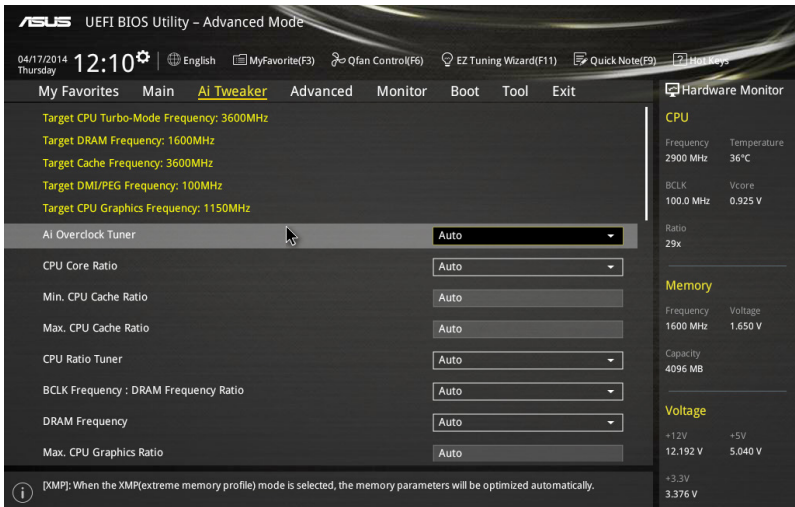 ASUS UEFI BIOS Utility – Advanced Mode
04/17/2014
Thursday
12:10
English
MyFavorite(F3)
Qfan Control(F6)
EZ Tuning Wizard(F11)
Quick Note(F9)
? Hot Keys
My Favorites Main Ai Tweaker Advanced Monitor Boot Tool Exit
Target CPU Turbo-Mode Frequency: 3600MHz
Target DRAM Frequency: 1600MHz
Target Cache Frequency: 3600MHz
Target DMI/PEG Frequency: 100MHz
Target CPU Graphics Frequency: 1150MHz
Ai Overclock Tuner Auto
CPU Core Ratio Auto
Min. CPU Cache Ratio Auto
Max. CPU Cache Ratio Auto
CPU Ratio Tuner Auto
BCLK Frequency : DRAM Frequency Ratio Auto
DRAM Frequency Auto
Max. CPU Graphics Ratio Auto
i [XMP]: When the XMP(extreme memory profile) mode is selected, the memory parameters will be optimized automatically.
Hardware Monitor
CPU
Frequency Temperature
2900 MHz 36°C
BCLK Vcore
100.0 MHz 0.925 V
Ratio
29x
Memory
Frequency Voltage
1600 MHz 1.650 V
Capacity
4096 MB
Voltage
+12V +5V
12.192 V 5.040 V
+3.3V
3.376 V